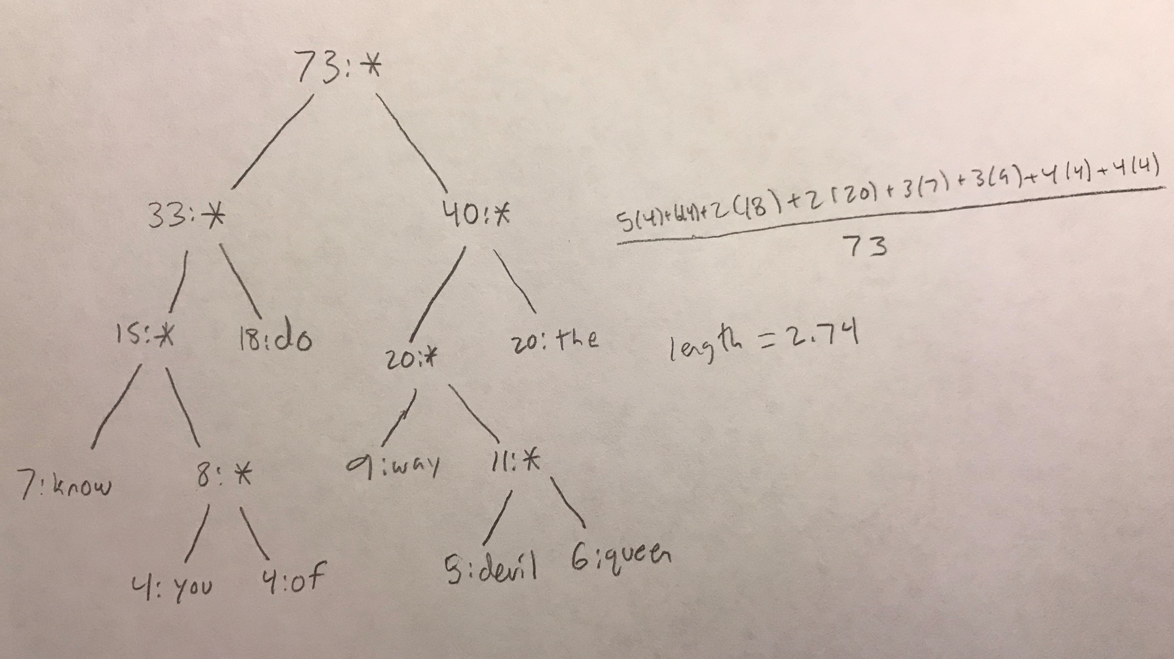 73:*
33:* 40:*
5(4)+6(4)+2(18)+2(20)+3(7)+3(9)+4(4)+4(4)
73
15:* 18:do 20:* 20:the
length = 2.74
7:know 8:* 9:way 11:*
4:you 4:of 5:devil 6:queen